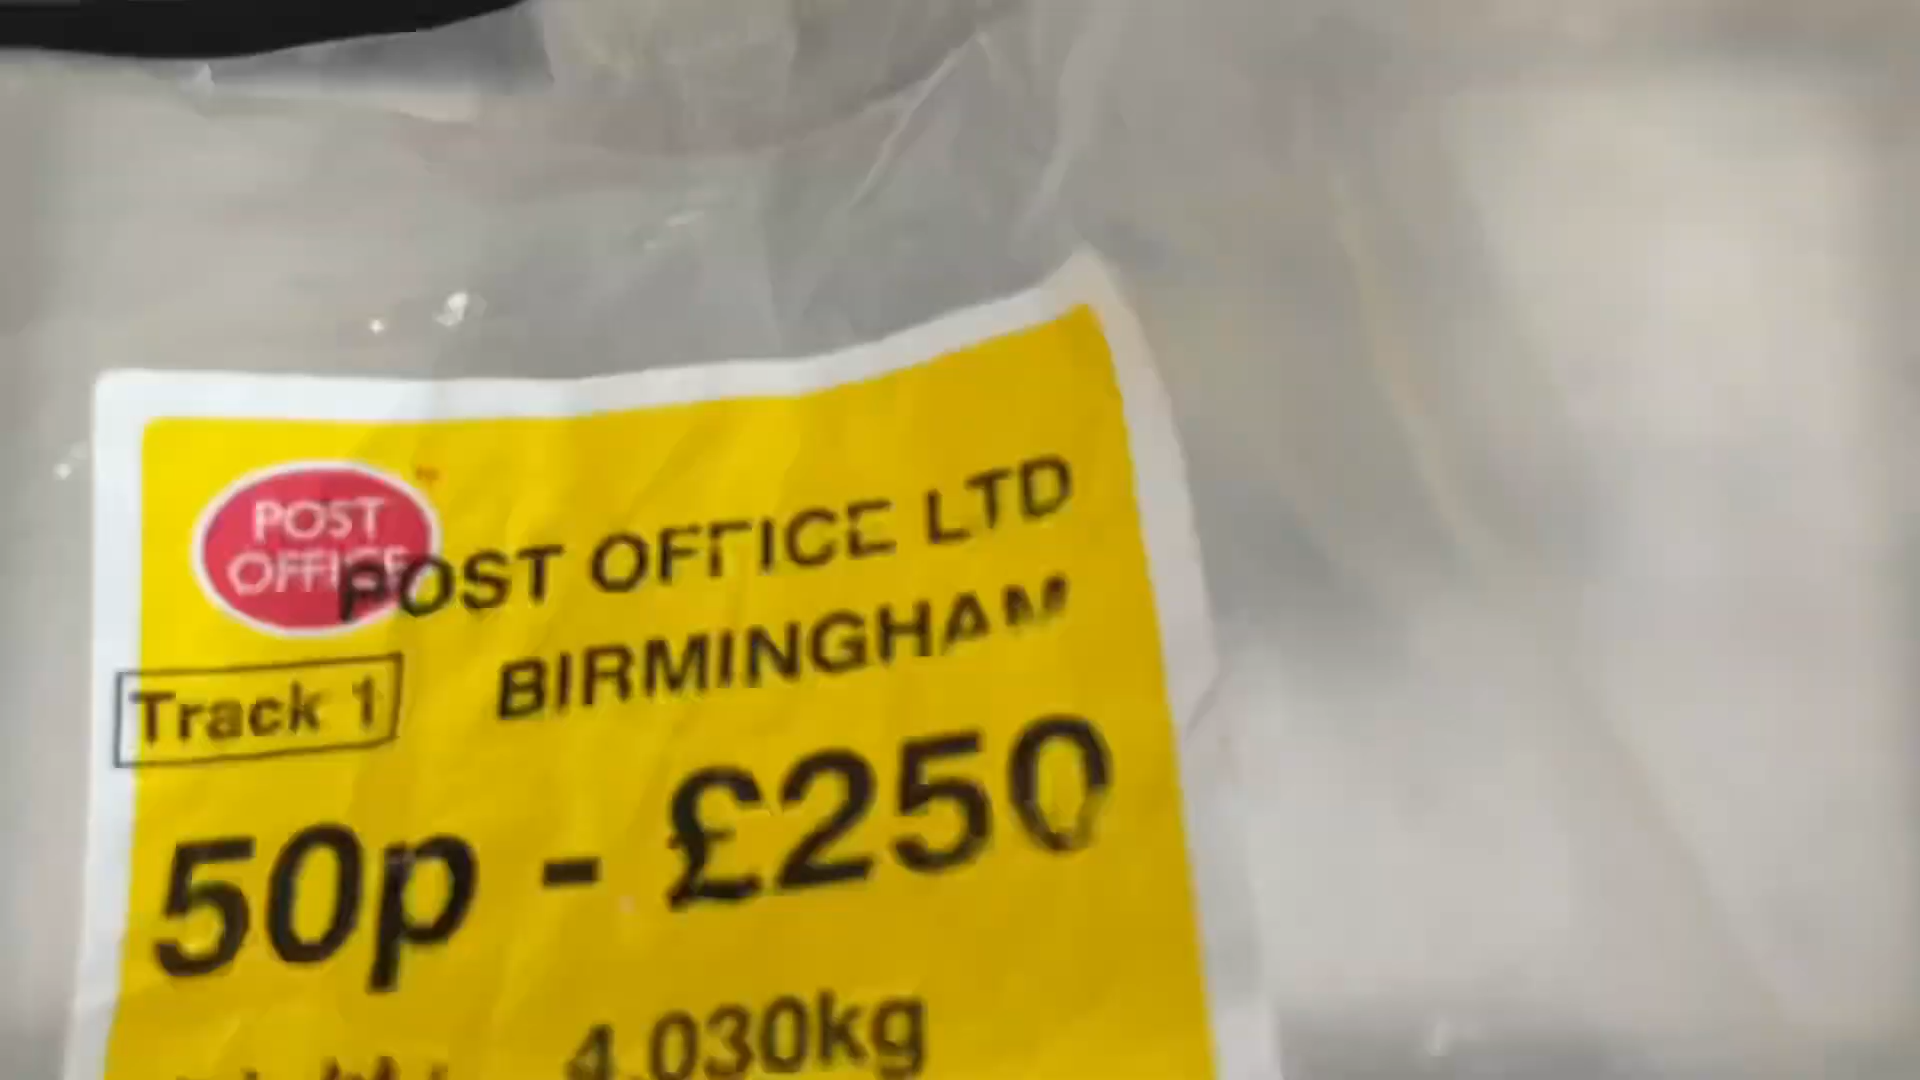 POST
OFFICE
POST OFFICE LTD
BIRMINGHAM
Track 1
50p - £250
4.030kg